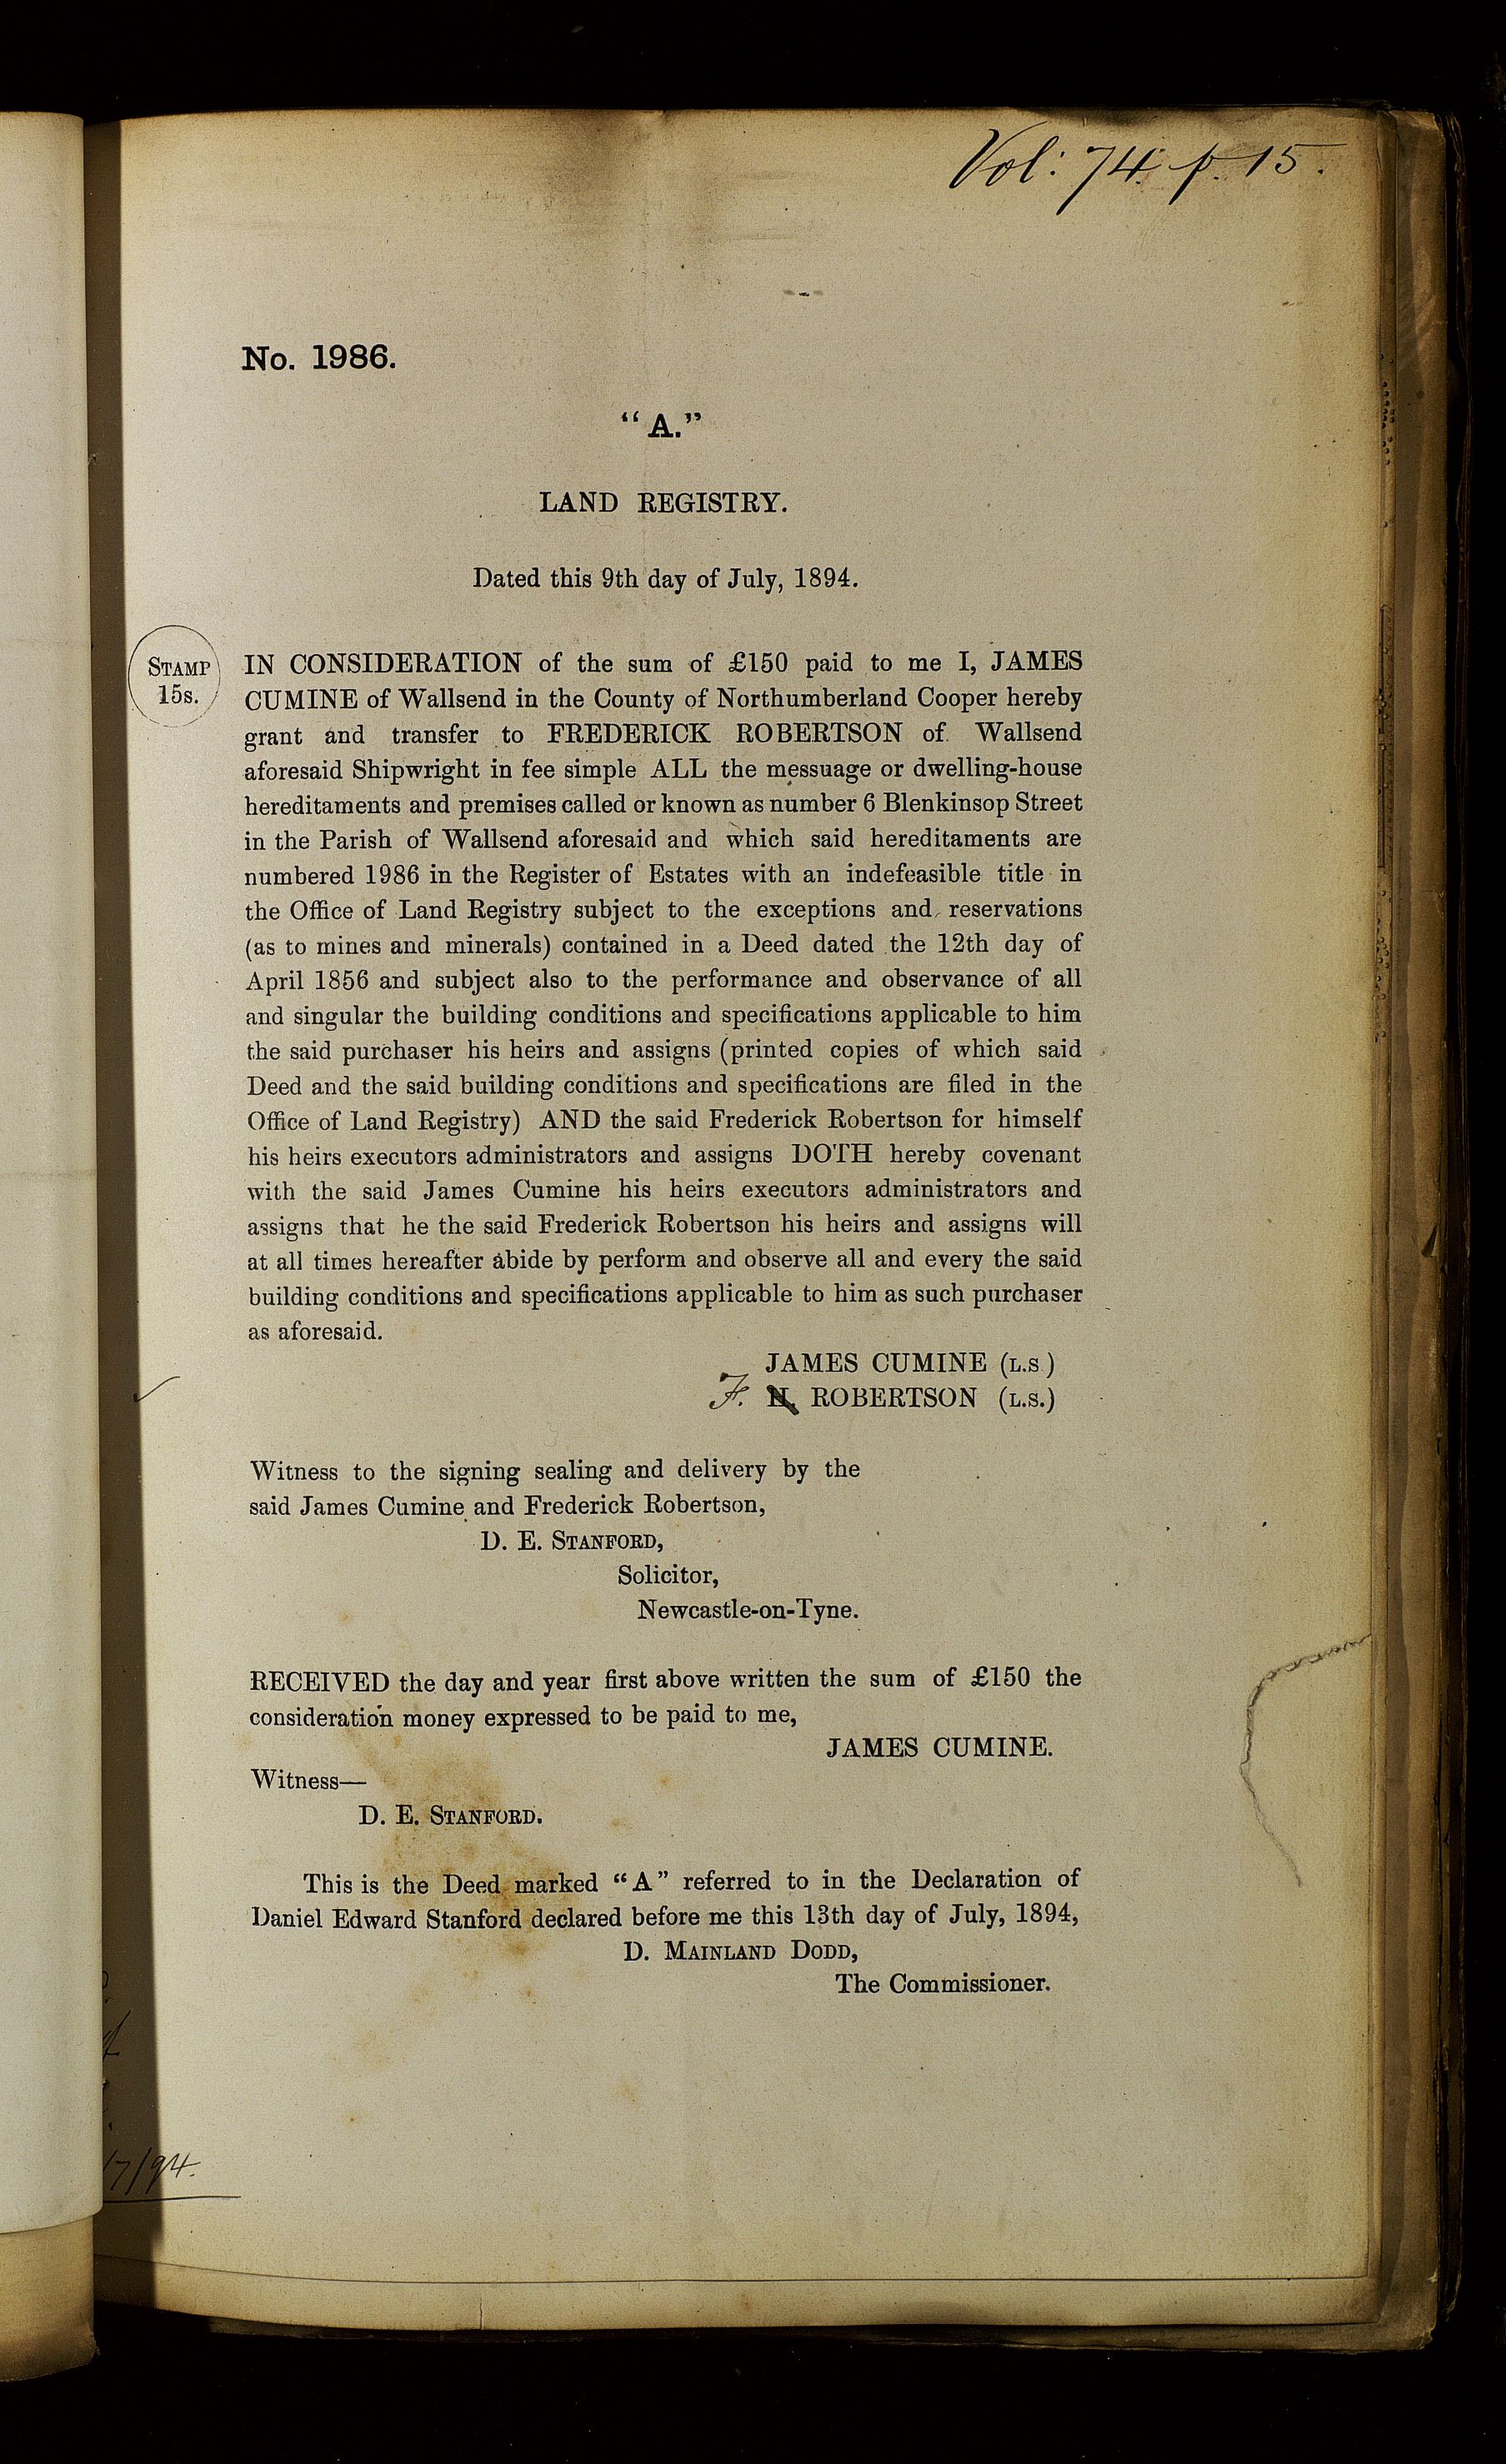 Vol: 74. p. 15.
No. 1986.
“A.”
LAND REGISTRY.
Dated this 9th day of July, 1894.
STAMP
15s.
IN CONSIDERATION of the sum of £150 paid to me I, JAMES
CUMINE of Wallsend in the County of Northumberland Cooper hereby
grant and transfer to FREDERICK ROBERTSON of Wallsend
aforesaid Shipwright in fee simple ALL the messuage or dwelling-house
hereditaments and premises called or known as number 6 Blenkinsop Street
in the Parish of Wallsend aforesaid and which said hereditaments are
numbered 1986 in the Register of Estates with an indefeasible title in
the Office of Land Registry subject to the exceptions and reservations
(as to mines and minerals) contained in a Deed dated the 12th day of
April 1856 and subject also to the performance and observance of all
and singular the building conditions and specifications applicable to him
the said purchaser his heirs and assigns (printed copies of which said
Deed and the said building conditions and specifications are filed in the
Office of Land Registry) AND the said Frederick Robertson for himself
his heirs executors administrators and assigns DOTH hereby covenant
with the said James Cumine his heirs executors administrators and
assigns that he the said Frederick Robertson his heirs and assigns will
at all times hereafter abide by perform and observe all and every the said
building conditions and specifications applicable to him as such purchaser
as aforesaid.
JAMES CUMINE (L.S.)
F. ROBERTSON (L.S.)
Witness to the signing sealing and delivery by the
said James Cumine and Frederick Robertson,
D. E. STANFORD,
Solicitor,
Newcastle-on-Tyne.
RECEIVED the day and year first above written the sum of £150 the
consideration money expressed to be paid to me,
JAMES CUMINE.
Witness—
D. E. STANFORD.
This is the Deed marked “A” referred to in the Declaration of
Daniel Edward Stanford declared before me this 13th day of July, 1894,
D. MAINLAND DODD,
The Commissioner.
7/94.